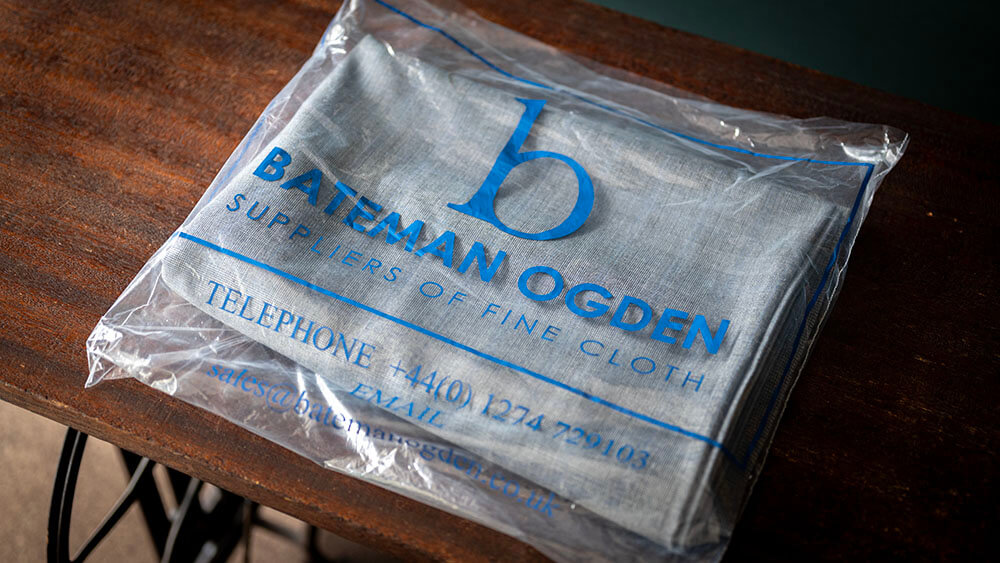 b
BATEMAN OGDEN
SUPPLIERS OF FINE CLOTH
TELEPHONE +44(0) 1274 729103
EMAIL
sales@batemanogden.co.uk